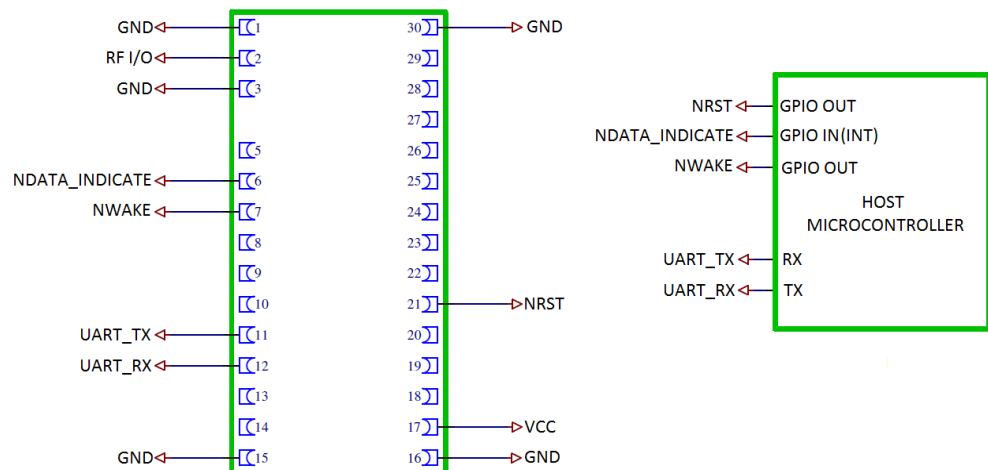 GND 1 30 GND
RF I/O 2 29
GND 3 28
NRST GPIO OUT
27
NDATA_INDICATE GPIO IN(INT)
5 26
NWAKE GPIO OUT
NDATA_INDICATE 6 25
NWAKE 7 24
HOST
MICROCONTROLLER
8 23
9 22
UART_TX RX
10 21 NRST
UART_RX TX
UART_TX 11 20
UART_RX 12 19
13 18
14 17 VCC
GND 15 16 GND